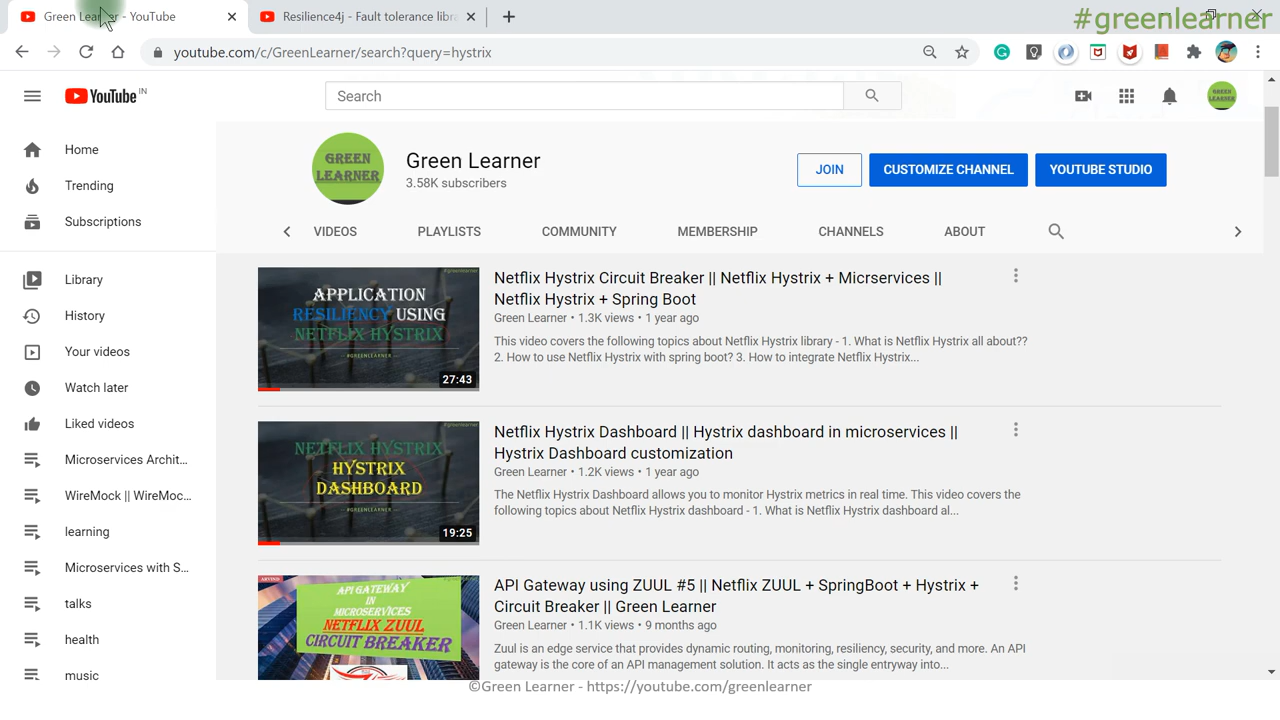 Green Learner - YouTube
Resilience4j - Fault tolerance libr
#greenlearner
youtube.com/c/GreenLearner/search?query=hystrix
YouTube IN
Search
GREEN LEARNER
Home
Trending
Subscriptions
Library
History
Your videos
Watch later
Liked videos
Microservices Archit...
WireMock || WireMoc...
learning
Microservices with S...
talks
health
music
GREEN
LEARNER
Green Learner
3.58K subscribers
JOIN
CUSTOMIZE CHANNEL
YOUTUBE STUDIO
VIDEOS
PLAYLISTS
COMMUNITY
MEMBERSHIP
CHANNELS
ABOUT
#greenlearner
APPLICATION
RESILIENCY USING
NETFLIX HYSTRIX
#GREENLEARNER
27:43
Netflix Hystrix Circuit Breaker || Netflix Hystrix + Micrservices ||
Netflix Hystrix + Spring Boot
Green Learner • 1.3K views • 1 year ago
This video covers the following topics about Netflix Hystrix library - 1. What is Netflix Hystrix all about??
2. How to use Netflix Hystrix with spring boot? 3. How to integrate Netflix Hystrix...
#greenlearner
NETFLIX HYSTRIX
HYSTRIX
DASHBOARD
#GREENLEARNER
19:25
Netflix Hystrix Dashboard || Hystrix dashboard in microservices ||
Hystrix Dashboard customization
Green Learner • 1.2K views • 1 year ago
The Netflix Hystrix Dashboard allows you to monitor Hystrix metrics in real time. This video covers the
following topics about Netflix Hystrix dashboard - 1. What is Netflix Hystrix dashboard al...
ARVIND
#greenlearner
API GATEWAY
IN
MICROSERVICES
NETFLIX ZUUL
CIRCUIT BREAKER
API Gateway using ZUUL #5 || Netflix ZUUL + SpringBoot + Hystrix +
Circuit Breaker || Green Learner
Green Learner • 1.1K views • 9 months ago
Zuul is an edge service that provides dynamic routing, monitoring, resiliency, security, and more. An API
gateway is the core of an API management solution. It acts as the single entryway into...
©Green Learner - https://youtube.com/greenlearner